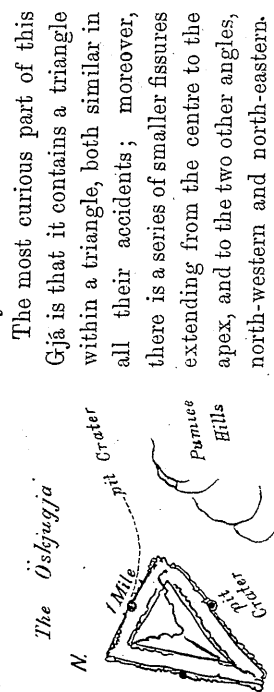 The most curious part of this
Gjá is that it contains a triangle
within a triangle, both similar in
all their accidents; moreover,
there is a series of smaller fissures
extending from the centre to the
apex, and to the two other angles,
north-western and north-eastern.
The Öskjugjá
N.
1 Mile
pit Crater
pit
Crater
Pumice
Hills